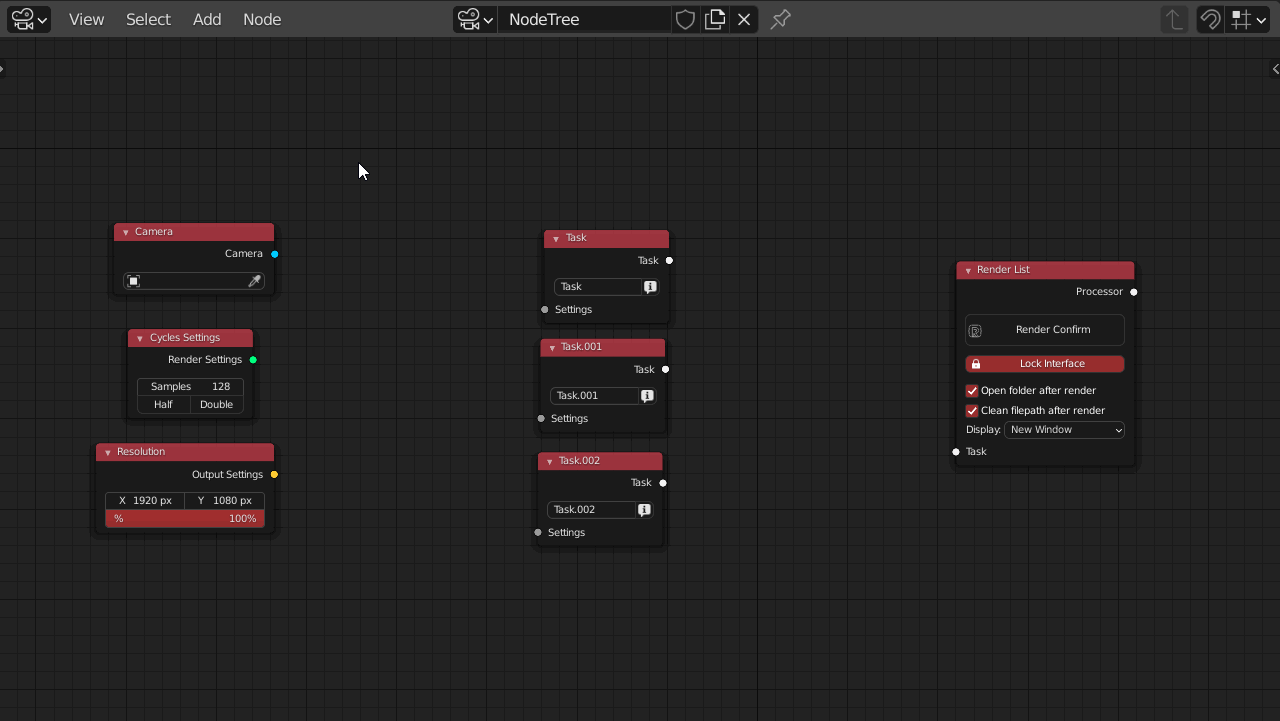 View Select Add Node NodeTree
Camera
Camera
Cycles Settings
Render Settings
Samples 128
Half Double
Resolution
Output Settings
X 1920 px Y 1080 px
% 100%
Task
Task
Task
Settings
Task.001
Task
Task.001
Settings
Task.002
Task
Task.002
Settings
Render List
Processor
Render Confirm
Lock Interface
Open folder after render
Clean filepath after render
Display: New Window
Task